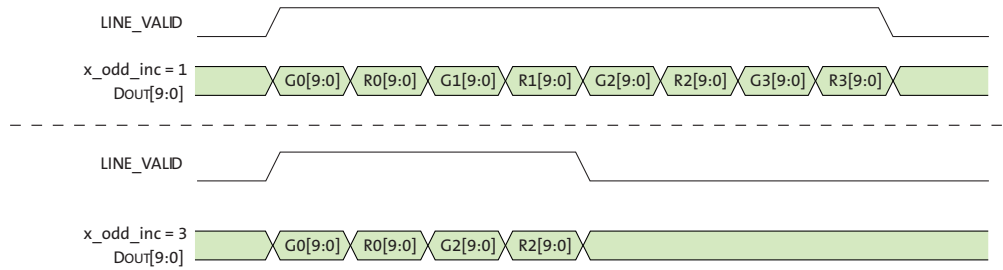 LINE_VALID
x_odd_inc = 1
DOUT[9:0]
G0[9:0] R0[9:0] G1[9:0] R1[9:0] G2[9:0] R2[9:0] G3[9:0] R3[9:0]
LINE_VALID
x_odd_inc = 3
DOUT[9:0]
G0[9:0] R0[9:0] G2[9:0] R2[9:0]